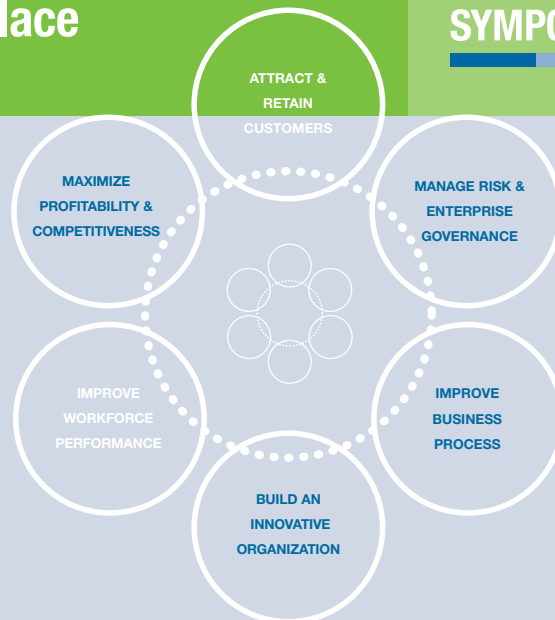 ace
SYMPO
ATTRACT &
RETAIN
CUSTOMERS
MAXIMIZE
PROFITABILITY &
COMPETITIVENESS
MANAGE RISK &
ENTERPRISE
GOVERNANCE
IMPROVE
WORKFORCE
PERFORMANCE
IMPROVE
BUSINESS
PROCESS
BUILD AN
INNOVATIVE
ORGANIZATION